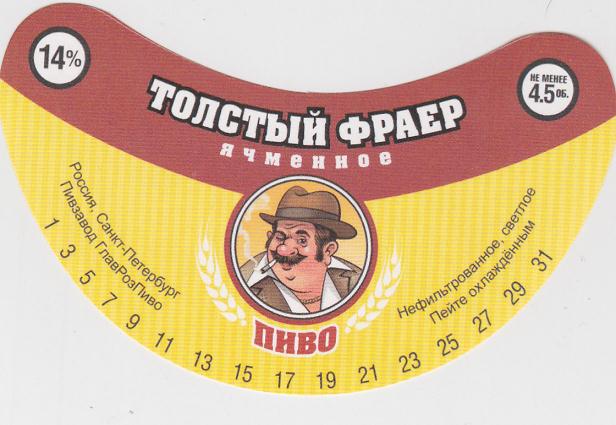 14%
ТОЛСТЫЙ ФРАЕР
ячменное
НЕ МЕНЕЕ
4.5 ОБ.
Россия, Санкт-Петербург
Пивзавод ГлавРозПиво
Нефильтрованное, светлое
Пейте охлаждённым
ПИВО
1 3 5 7 9 11 13 15 17 19 21 23 25 27 29 31